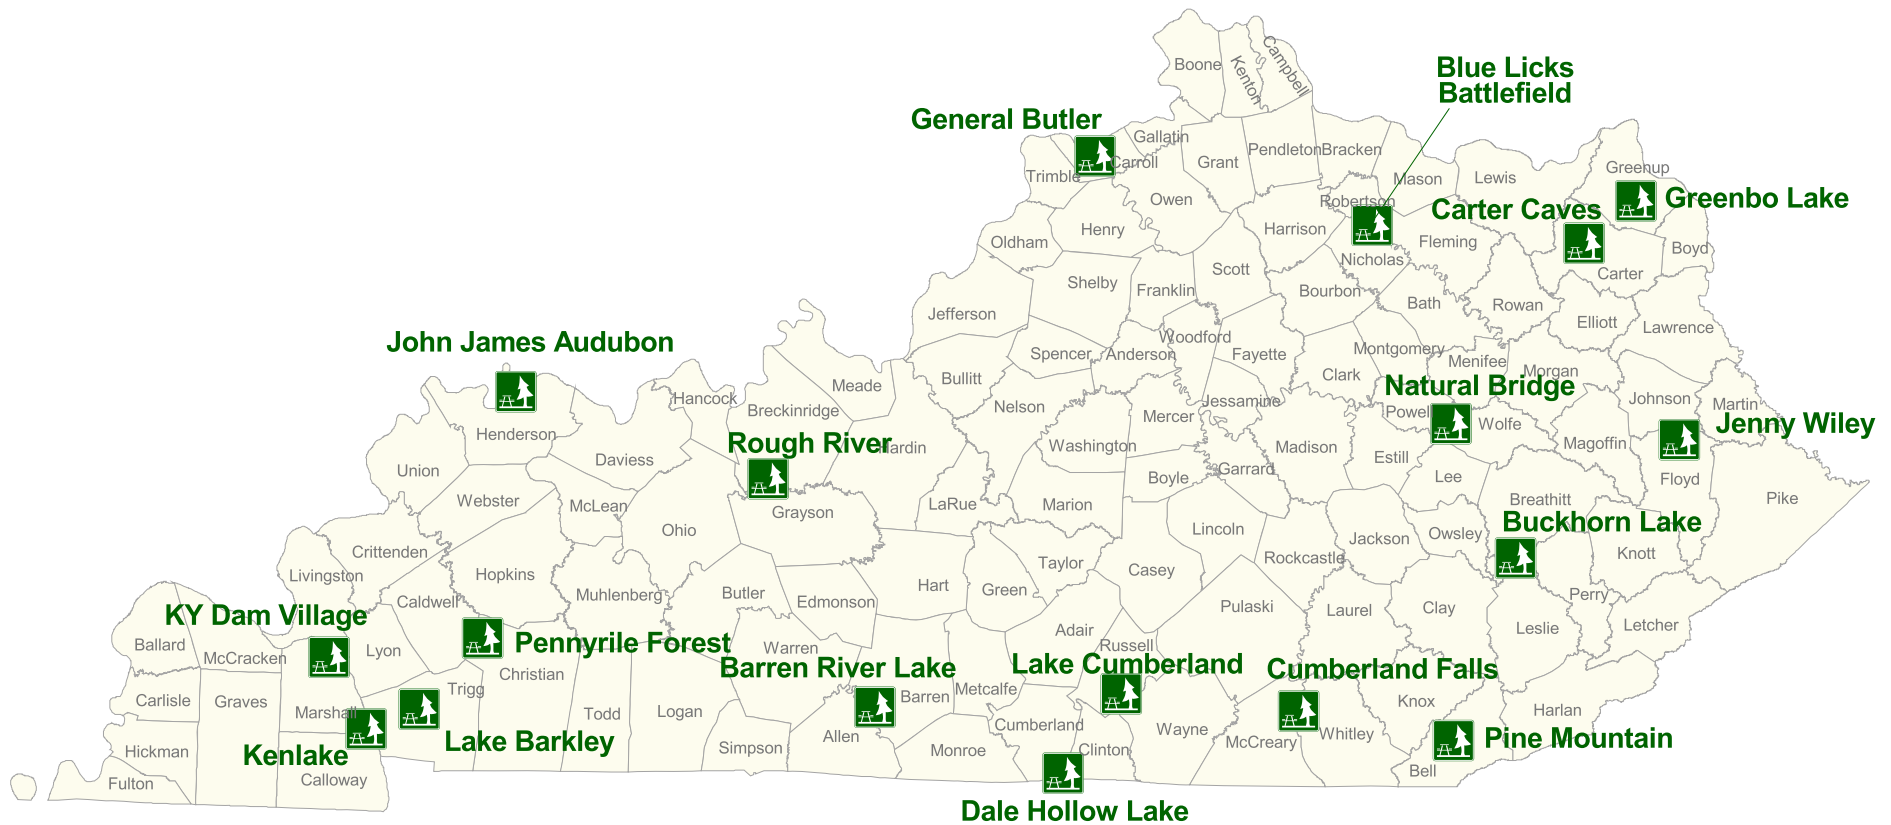 Boone
Kenton
Campbell
Blue Licks
Battlefield
General Butler
Gallatin
Carroll
Grant
Pendleton
Bracken
Trimble
Mason
Lewis
Greenup
Owen
Robertson
Carter Caves
Greenbo Lake
Oldham
Henry
Harrison
Fleming
Nicholas
Boyd
Carter
Shelby
Franklin
Scott
Bourbon
Bath
Rowan
Elliott
Lawrence
Jefferson
Woodford
Spencer
Anderson
Fayette
Montgomery
Menifee
Morgan
John James Audubon
Bullitt
Clark
Natural Bridge
Meade
Hancock
Breckinridge
Nelson
Mercer
Jessamine
Powell
Wolfe
Johnson
Martin
Jenny Wiley
Henderson
Rough River
Hardin
Washington
Madison
Magoffin
Union
Daviess
Boyle
Garrard
Estill
Lee
Floyd
Pike
Webster
McLean
Grayson
LaRue
Marion
Breathitt
Buckhorn Lake
Ohio
Lincoln
Rockcastle
Jackson
Owsley
Knott
Crittenden
Livingston
Hopkins
Hart
Taylor
Green
Casey
Caldwell
Muhlenberg
Butler
Edmonson
Pulaski
Laurel
Clay
Perry
KY Dam Village
Pennyrile Forest
Warren
Adair
Russell
Leslie
Letcher
Ballard
McCracken
Lyon
Christian
Barren River Lake
Lake Cumberland
Cumberland Falls
Carlisle
Graves
Marshall
Trigg
Todd
Logan
Barren
Metcalfe
Knox
Harlan
Kenlake
Lake Barkley
Simpson
Allen
Monroe
Cumberland
Clinton
Wayne
McCreary
Whitley
Pine Mountain
Hickman
Fulton
Calloway
Bell
Dale Hollow Lake